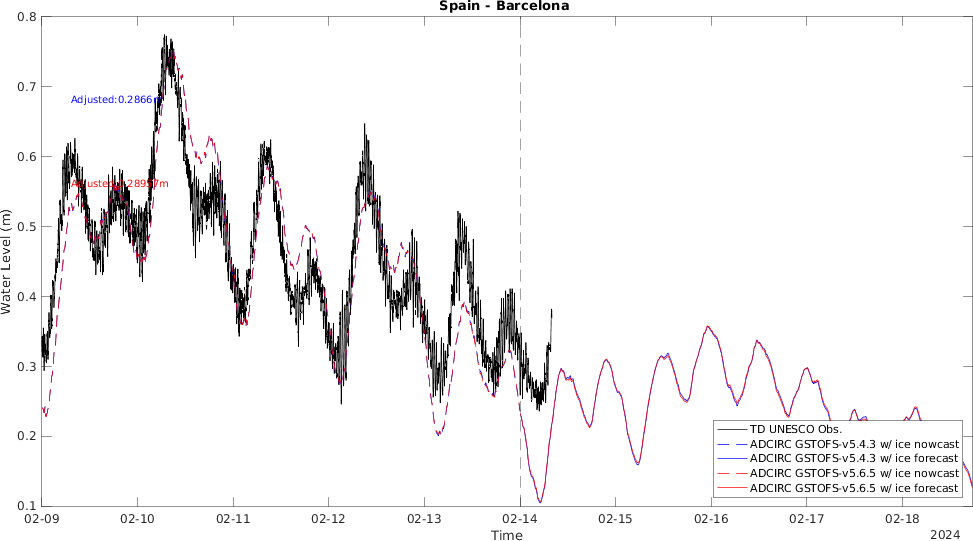 Spain - Barcelona
0.8
0.7
0.6
0.5
0.4
0.3
0.2
0.1
Water Level (m)
Adjusted:0.2866m
02-09
02-10
02-11
02-12
02-13
02-14
02-15
02-16
02-17
02-18
Time
2024
TD UNESCO Obs.
ADCIRC GSTOFS-v5.4.3 w/ ice nowcast
ADCIRC GSTOFS-v5.4.3 w/ ice forecast
ADCIRC GSTOFS-v5.6.5 w/ ice nowcast
ADCIRC GSTOFS-v5.6.5 w/ ice forecast